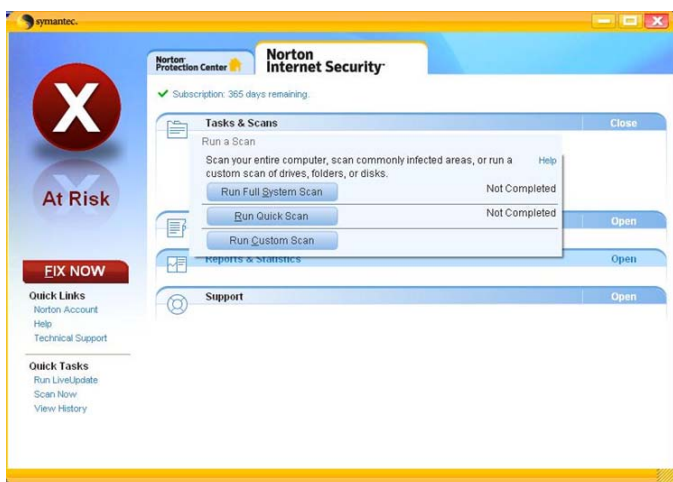 symantec.
Norton
Protection Center
Norton
Internet Security
Subscription: 365 days remaining.
X
At Risk
FIX NOW
Quick Links
Norton Account
Help
Technical Support
Quick Tasks
Run LiveUpdate
Scan Now
View History
Tasks & Scans
Close
Run a Scan
Scan your entire computer, scan commonly infected areas, or run a
custom scan of drives, folders, or disks.
Help
Run Full System Scan
Not Completed
Run Quick Scan
Not Completed
Run Custom Scan
Open
Reports & Statistics
Open
Support
Open